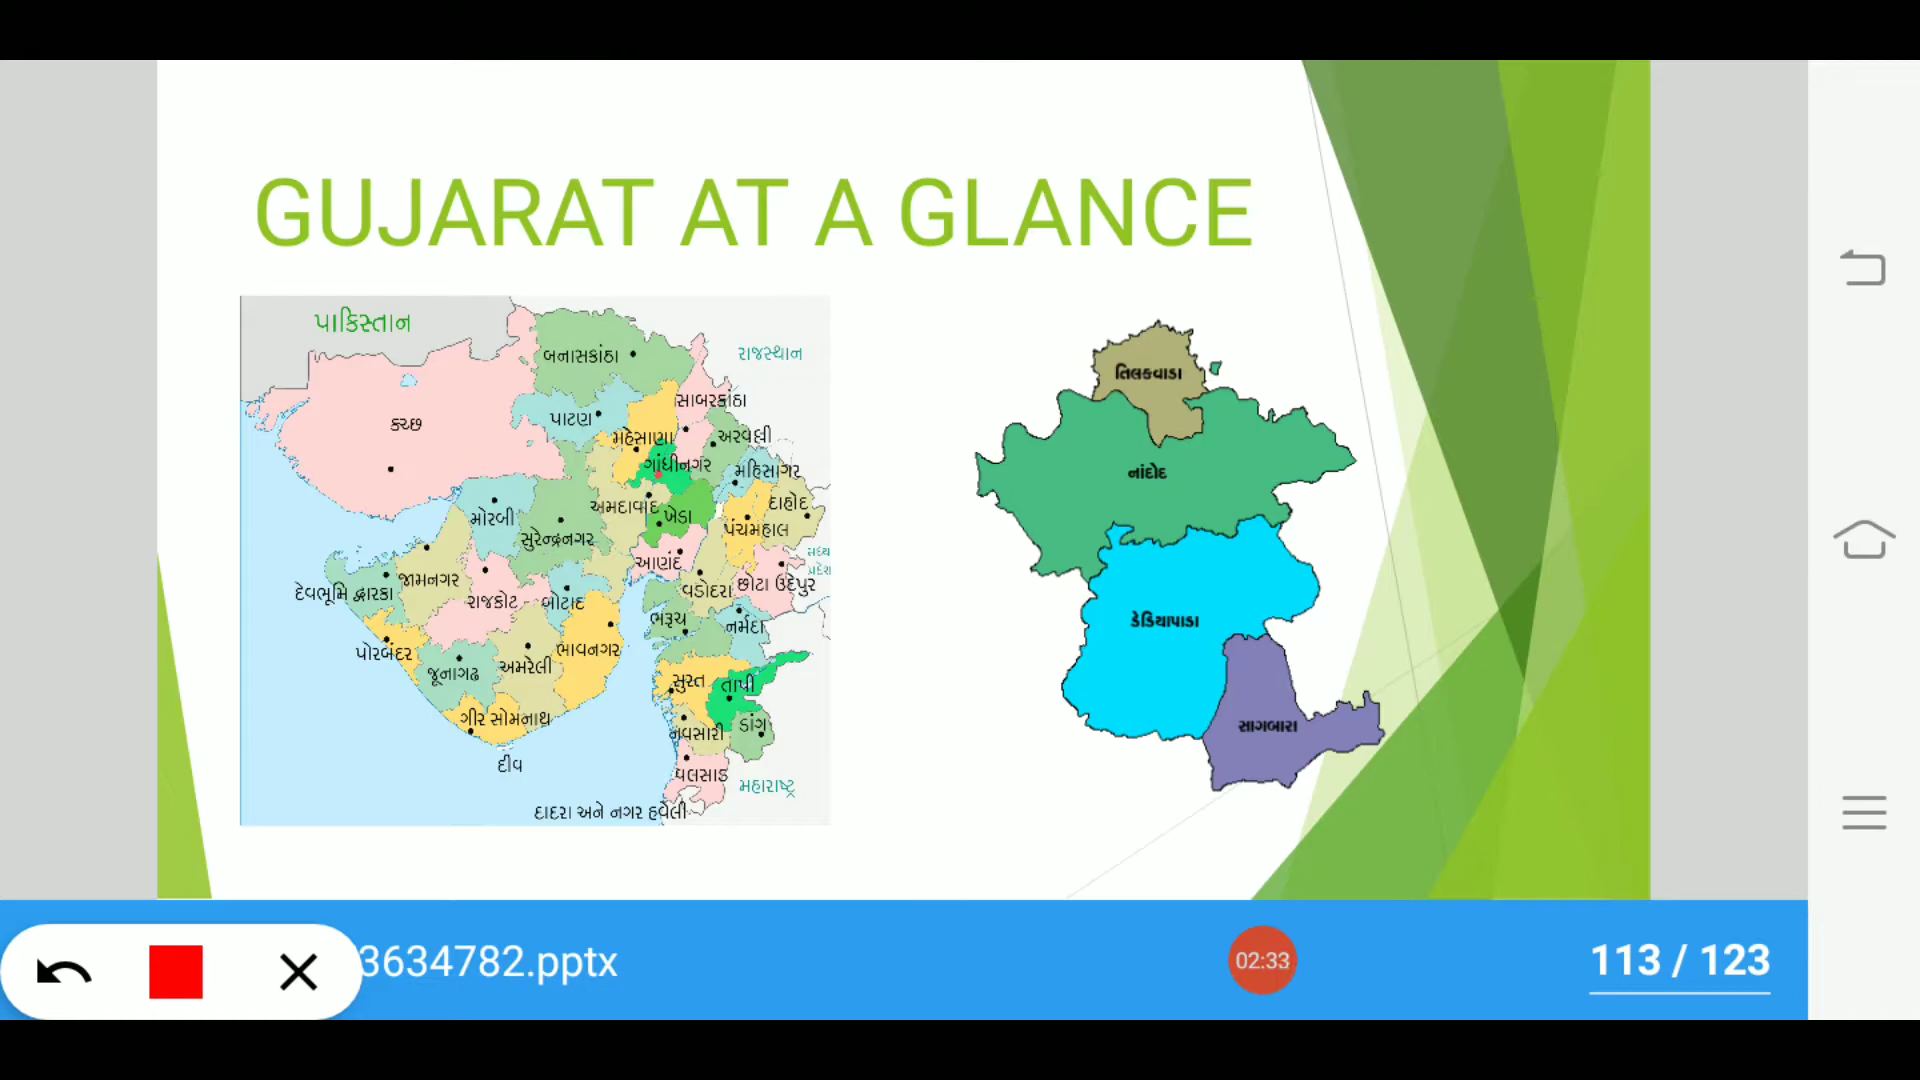 GUJARAT AT A GLANCE
પાકિસ્તાન
બનાસકાંઠા
રાજસ્થાન
સાબરકાંઠા
પાટણ
કચ્છ
મહેસાણા
અરવલ્લી
ગાંધીનગર
મહિસાગર
અમદાવાદ
ખેડા
દાહોદ
મોરબી
સુરેન્દ્રનગર
પંચમહાલ
મધ્ય
પ્રદેશ
આણંદ
જામનગર
દેવભૂમિ દ્વારકા
રાજકોટ
બોટાદ
વડોદરા
છોટા ઉદેપુર
ભરૂચ
નર્મદા
પોરબંદર
જૂનાગઢ
અમરેલી
ભાવનગર
સુરત
તાપી
ગીર સોમનાથ
નવસારી
ડાંગ
દીવ
વલસાડ
મહારાષ્ટ્ર
દાદરા અને નગર હવેલી
તિલકવાડા
નાંદોદ
ડેડિયાપાડા
સાગબારા
3634782.pptx
02:33
113 / 123